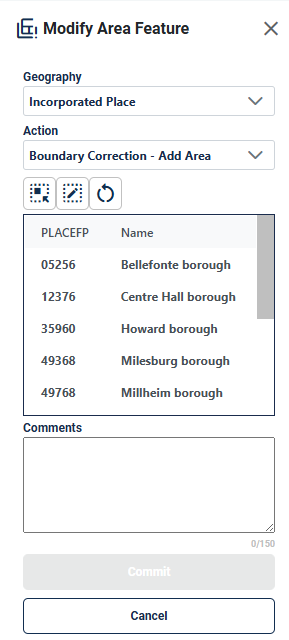 Modify Area Feature
Geography
Incorporated Place
Action
Boundary Correction - Add Area
PLACEFP Name
05256 Bellefonte borough
12376 Centre Hall borough
35960 Howard borough
49368 Milesburg borough
49768 Millheim borough
Comments
0/150
Commit
Cancel